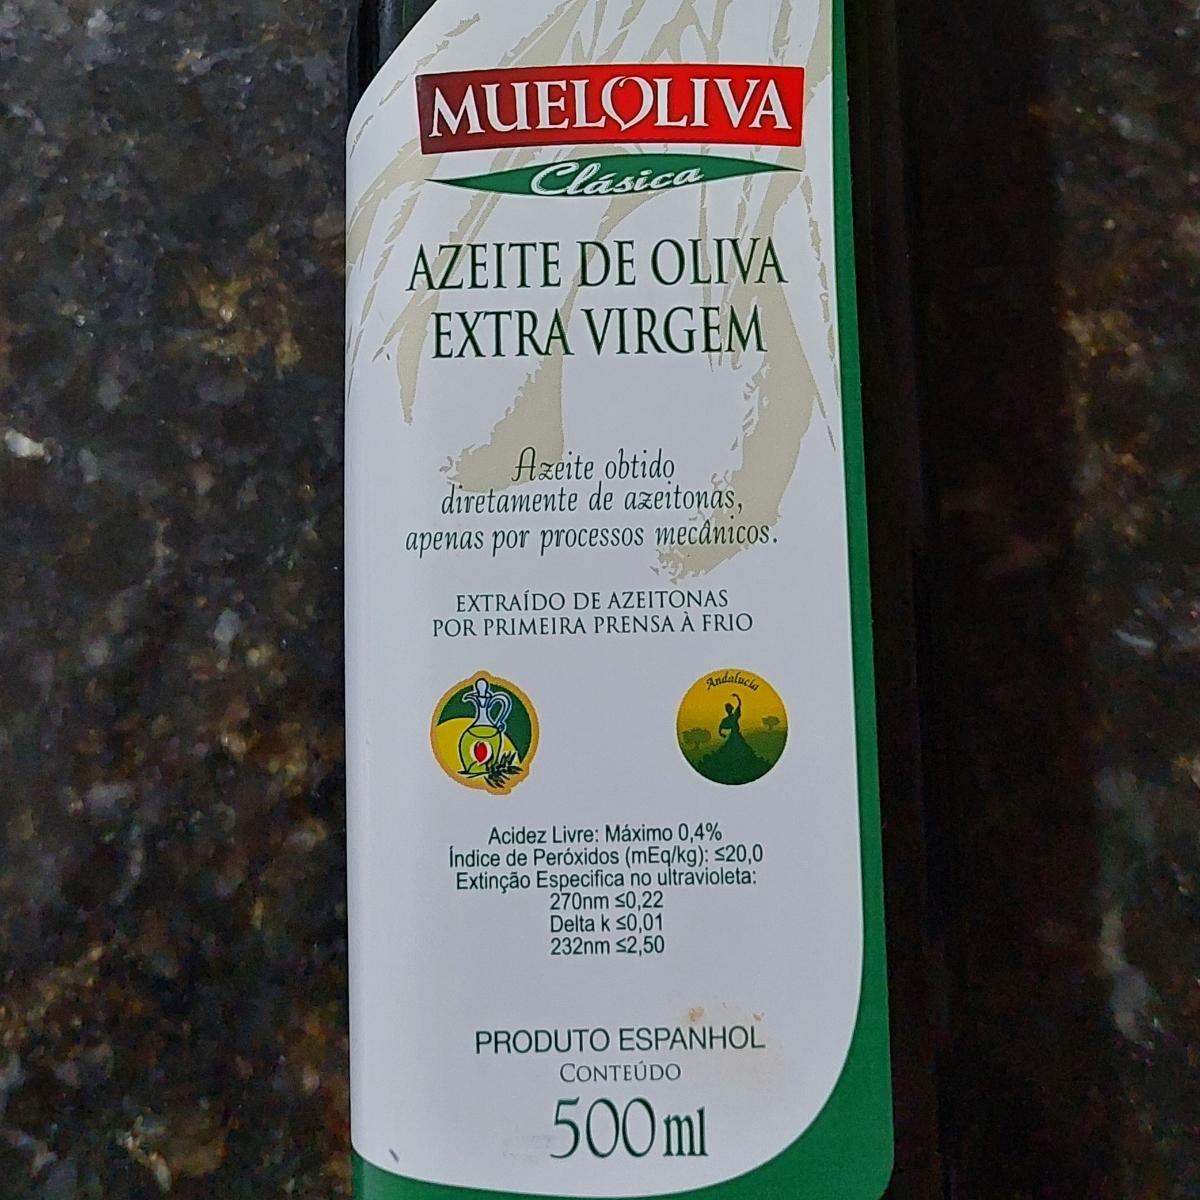 MUELOLIVA
Clásica
AZEITE DE OLIVA
EXTRA VIRGEM
Azeite obtido
diretamente de azeitonas,
apenas por processos mecânicos.
EXTRAÍDO DE AZEITONAS
POR PRIMEIRA PRENSA À FRIO
Andalucía
Acidez Livre: Máximo 0,4%
Índice de Peróxidos (mEq/kg): ≤20,0
Extinção Especifica no ultravioleta:
270nm ≤0,22
Delta k ≤0,01
232nm ≤2,50
PRODUTO ESPANHOL
CONTEÚDO
500ml